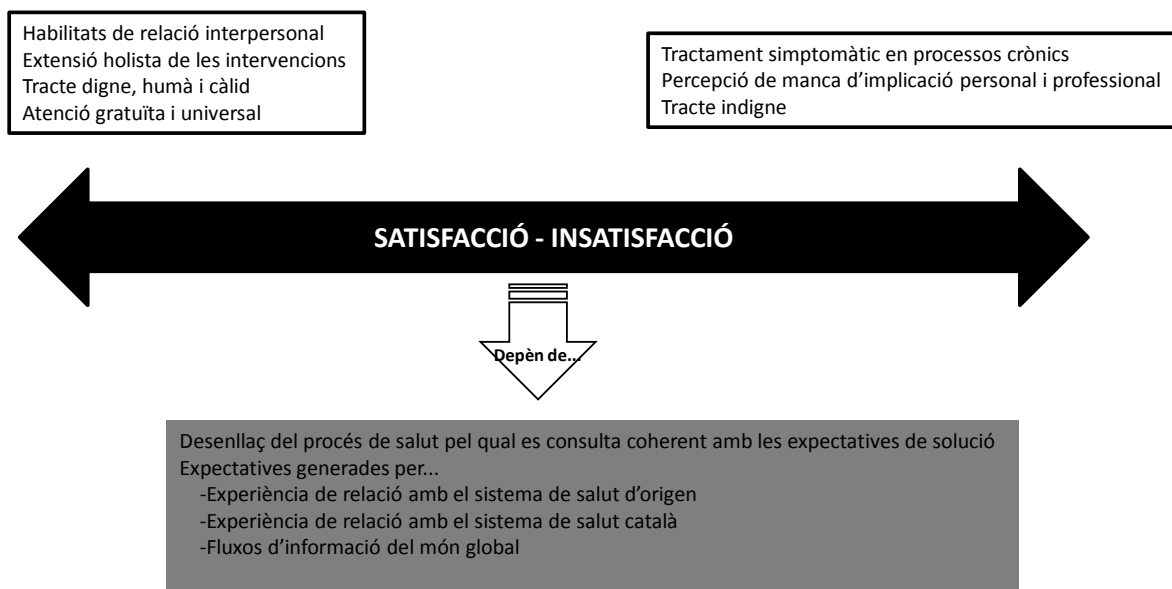 Habilitats de relació interpersonal
Extensió holista de les intervencions
Tracte digne, humà i càlid
Atenció gratuïta i universal
Tractament simptomàtic en processos crònics
Percepció de manca d'implicació personal i professional
Tracte indigne
SATISFACCIÓ - INSATISFACCIÓ
Depèn de...
Desenllaç del procés de salut pel qual es consulta coherent amb les expectatives de solució
Expectatives generades per...
-Experiència de relació amb el sistema de salut d'origen
-Experiència de relació amb el sistema de salut català
-Fluxos d'informació del món global